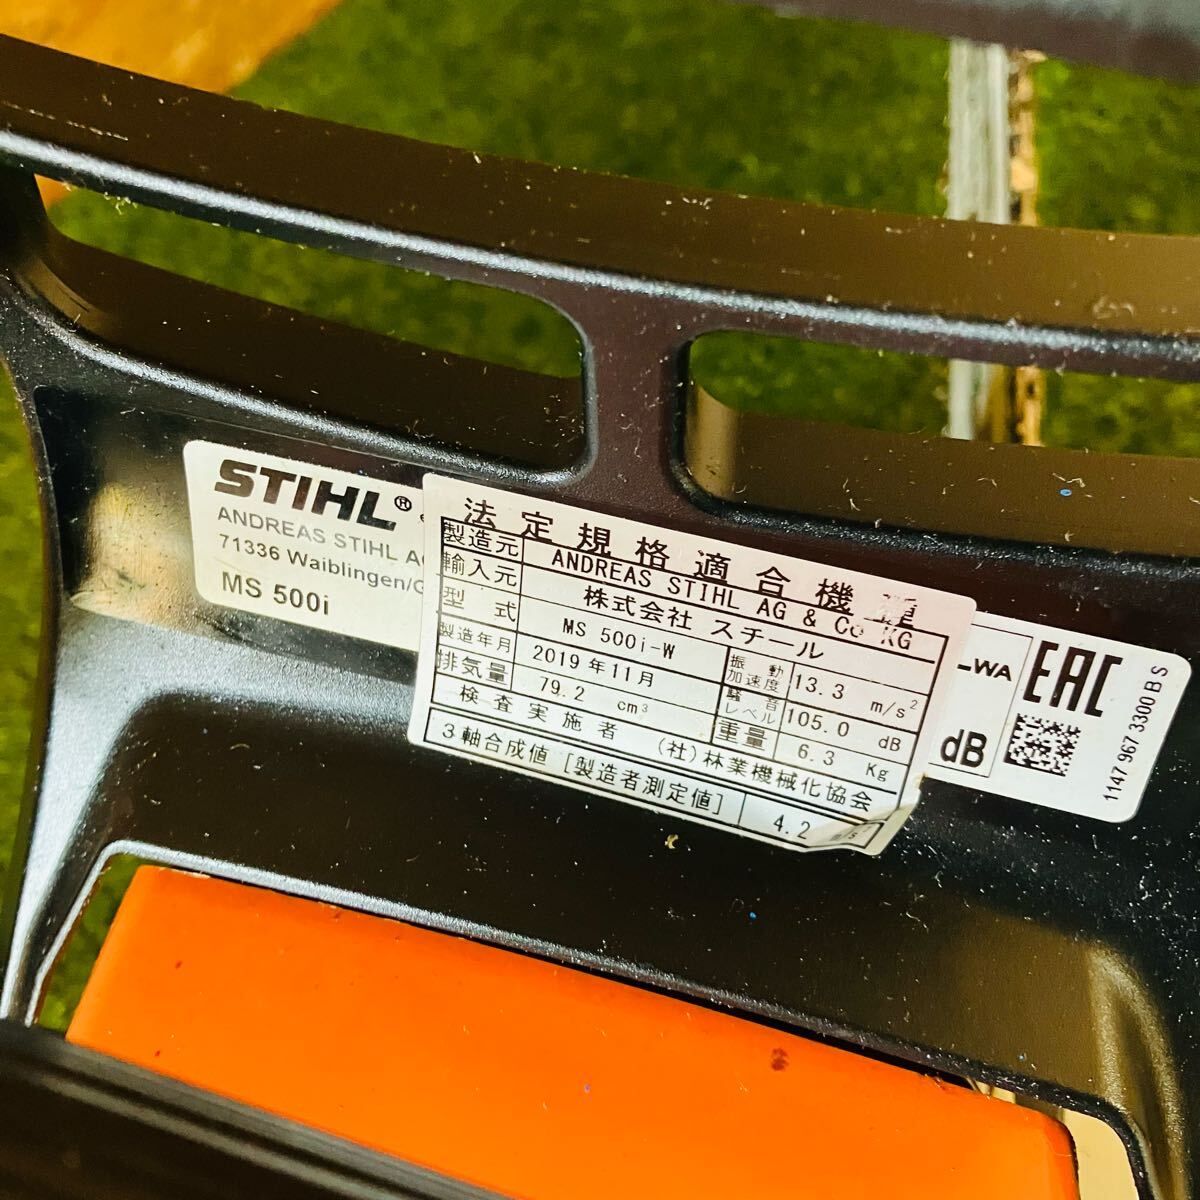 STIHL®
ANDREAS STIHL A
71336 Waiblingen/
MS 500i
法定規格適合機種
製造元 ANDREAS STIHL AG & Co KG
輸入元 株式会社 スチール
型式 MS 500i-W 振動加速度 13.3 m/s²
製造年月 2019年11月 騒音レベル 105.0 dB
排気量 79.2 cm³ 重量 6.3 Kg
検査実施者 (社)林業機械化協会
3軸合成値 [製造者測定値] 4.2
LWA
dB
EAC
1147 967 3300 B S